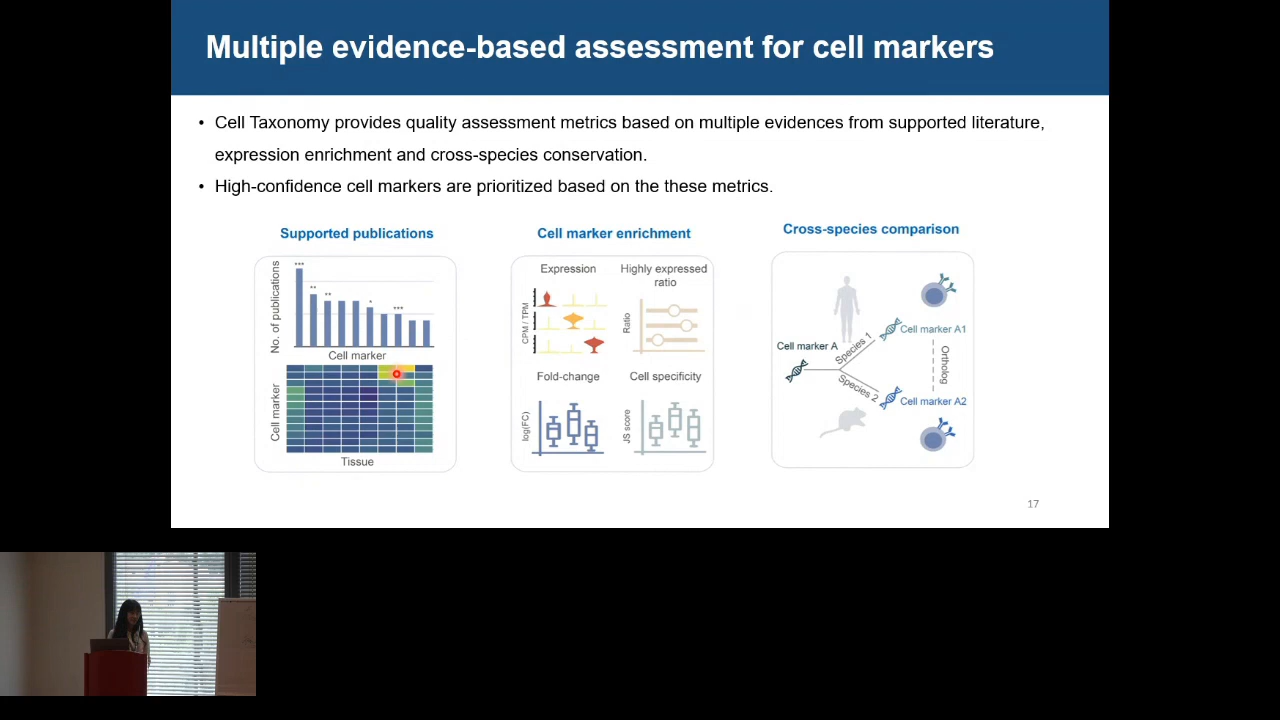 Multiple evidence-based assessment for cell markers
• Cell Taxonomy provides quality assessment metrics based on multiple evidences from supported literature,
expression enrichment and cross-species conservation.
• High-confidence cell markers are prioritized based on the these metrics.
Supported publications
No. of publications
***
**
**
*
***
Cell marker
Cell marker
Tissue
Cell marker enrichment
Expression
CPM / TPM
Highly expressed
ratio
Ratio
Fold-change
log(FC)
Cell specificity
JS score
Cross-species comparison
Cell marker A
Species 1
Species 2
Cell marker A1
Ortholog
Cell marker A2
17